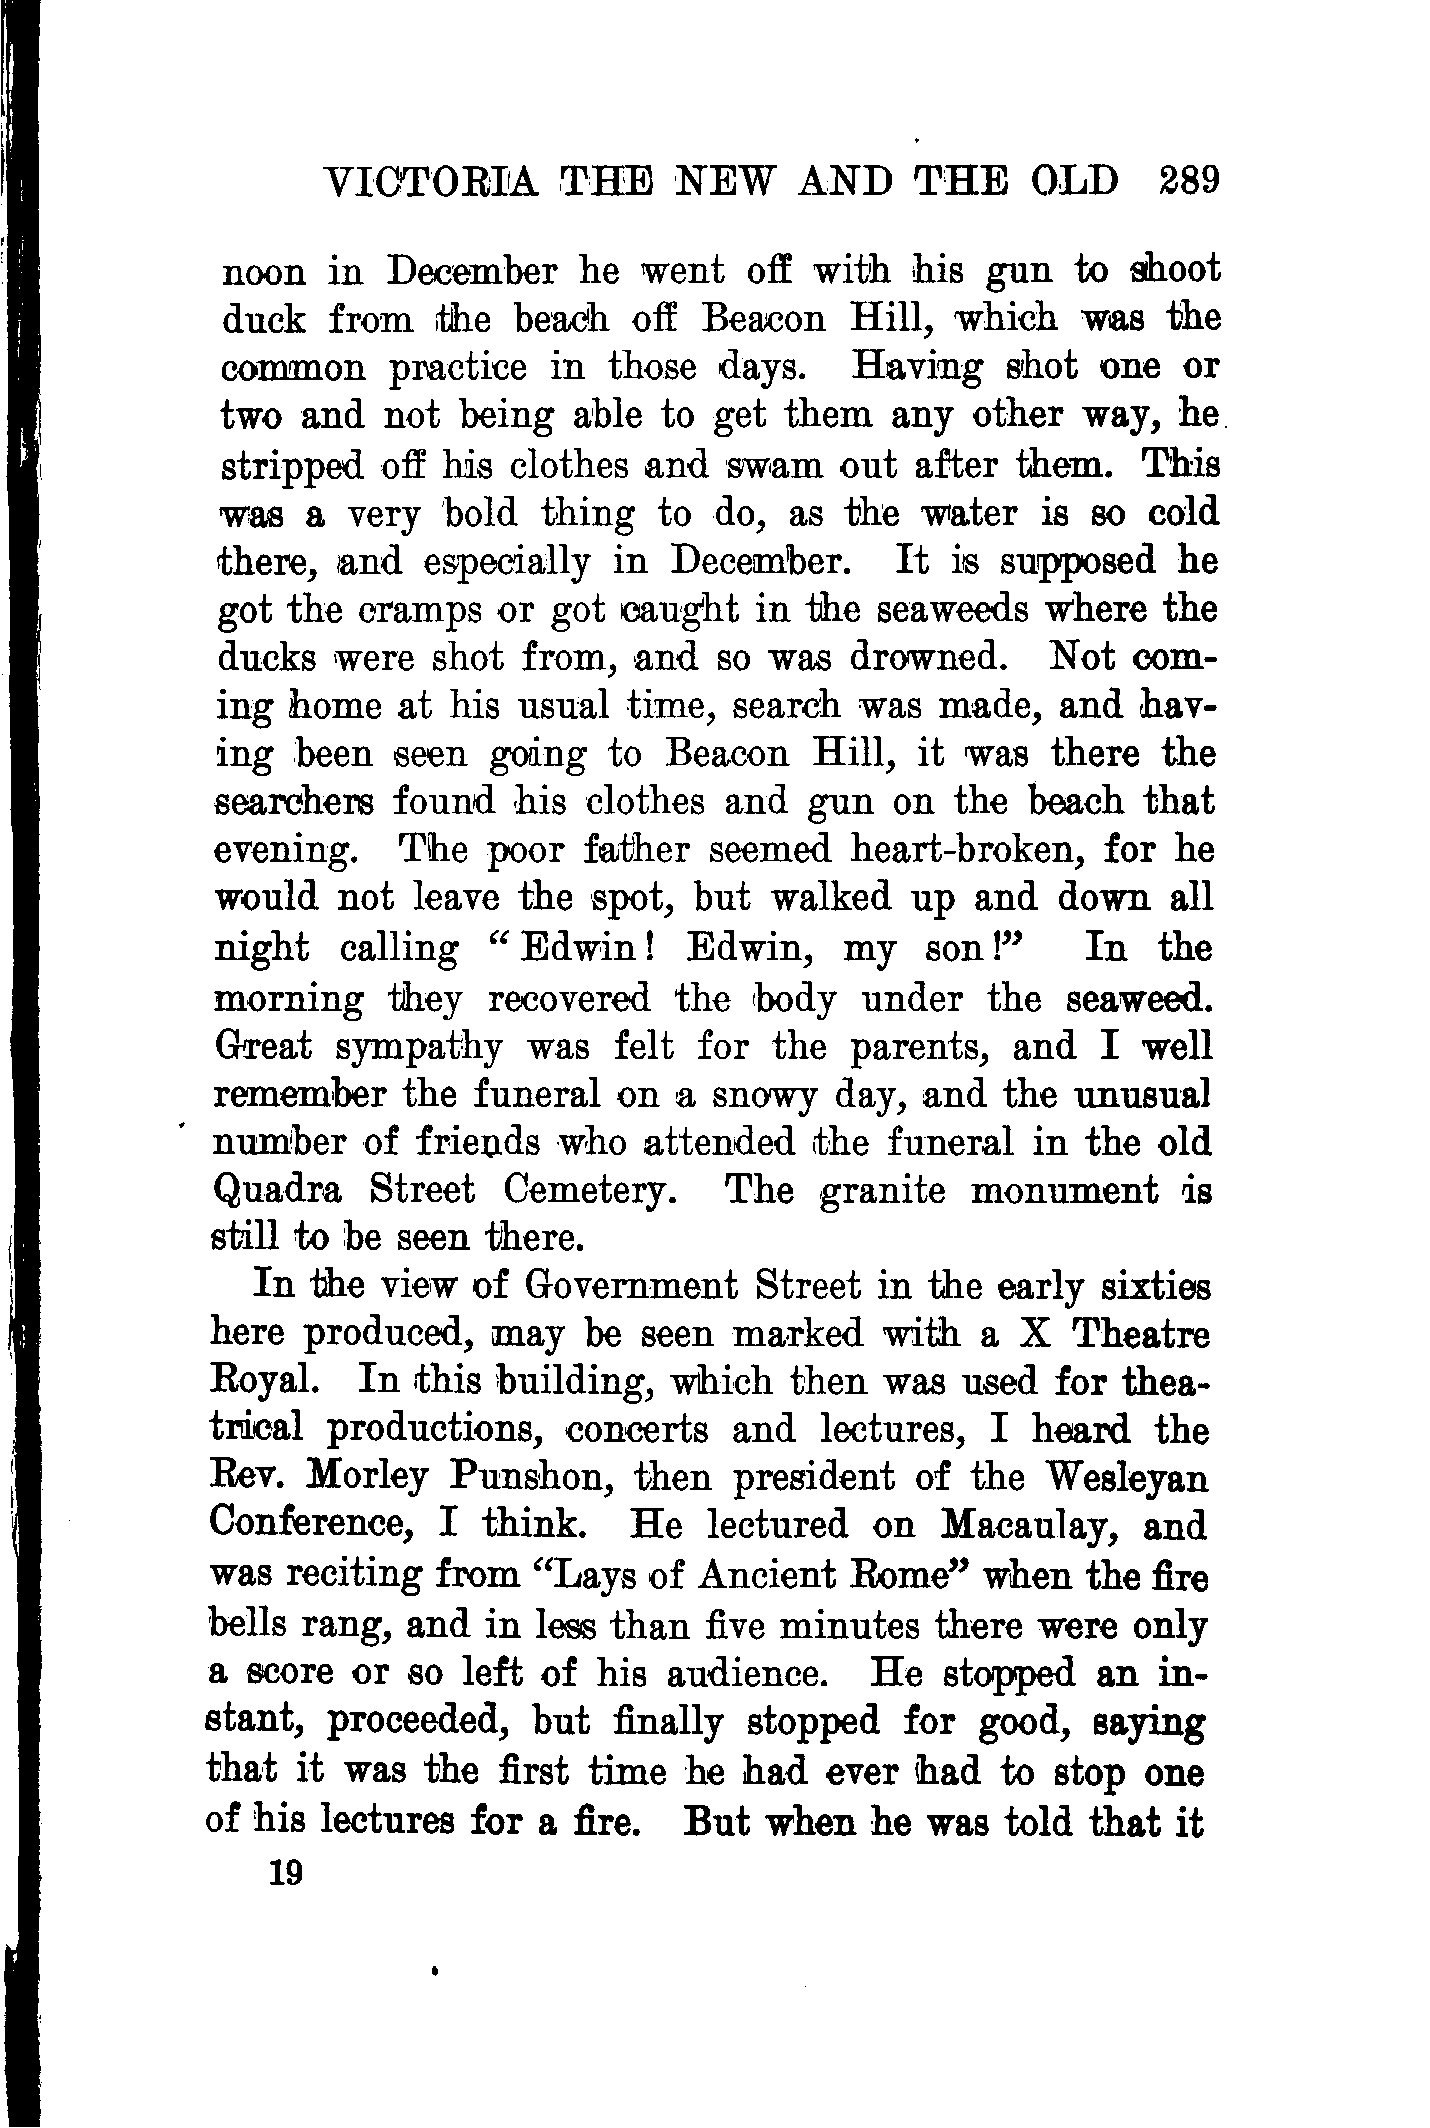 VICTORIA THE NEW AND THE OLD 289
noon in December he went off with his gun to shoot
duck from the beach off Beacon Hill, which was the
common practice in those days. Having shot one or
two and not being able to get them any other way, he
stripped off his clothes and swam out after them. This
was a very bold thing to do, as the water is so cold
there, and especially in December. It is supposed he
got the cramps or got caught in the seaweeds where the
ducks were shot from, and so was drowned. Not com-
ing home at his usual time, search was made, and hav-
ing been seen going to Beacon Hill, it was there the
searchers found his clothes and gun on the beach that
evening. The poor father seemed heart-broken, for he
would not leave the spot, but walked up and down all
night calling “Edwin! Edwin, my son!” In the
morning they recovered the body under the seaweed.
Great sympathy was felt for the parents, and I well
remember the funeral on a snowy day, and the unusual
number of friends who attended the funeral in the old
Quadra Street Cemetery. The granite monument is
still to be seen there.
In the view of Government Street in the early sixties
here produced, may be seen marked with a X Theatre
Royal. In this building, which then was used for thea-
trical productions, concerts and lectures, I heard the
Rev. Morley Punshon, then president of the Wesleyan
Conference, I think. He lectured on Macaulay, and
was reciting from “Lays of Ancient Rome” when the fire
bells rang, and in less than five minutes there were only
a score or so left of his audience. He stopped an in-
stant, proceeded, but finally stopped for good, saying
that it was the first time he had ever had to stop one
of his lectures for a fire. But when he was told that it
19